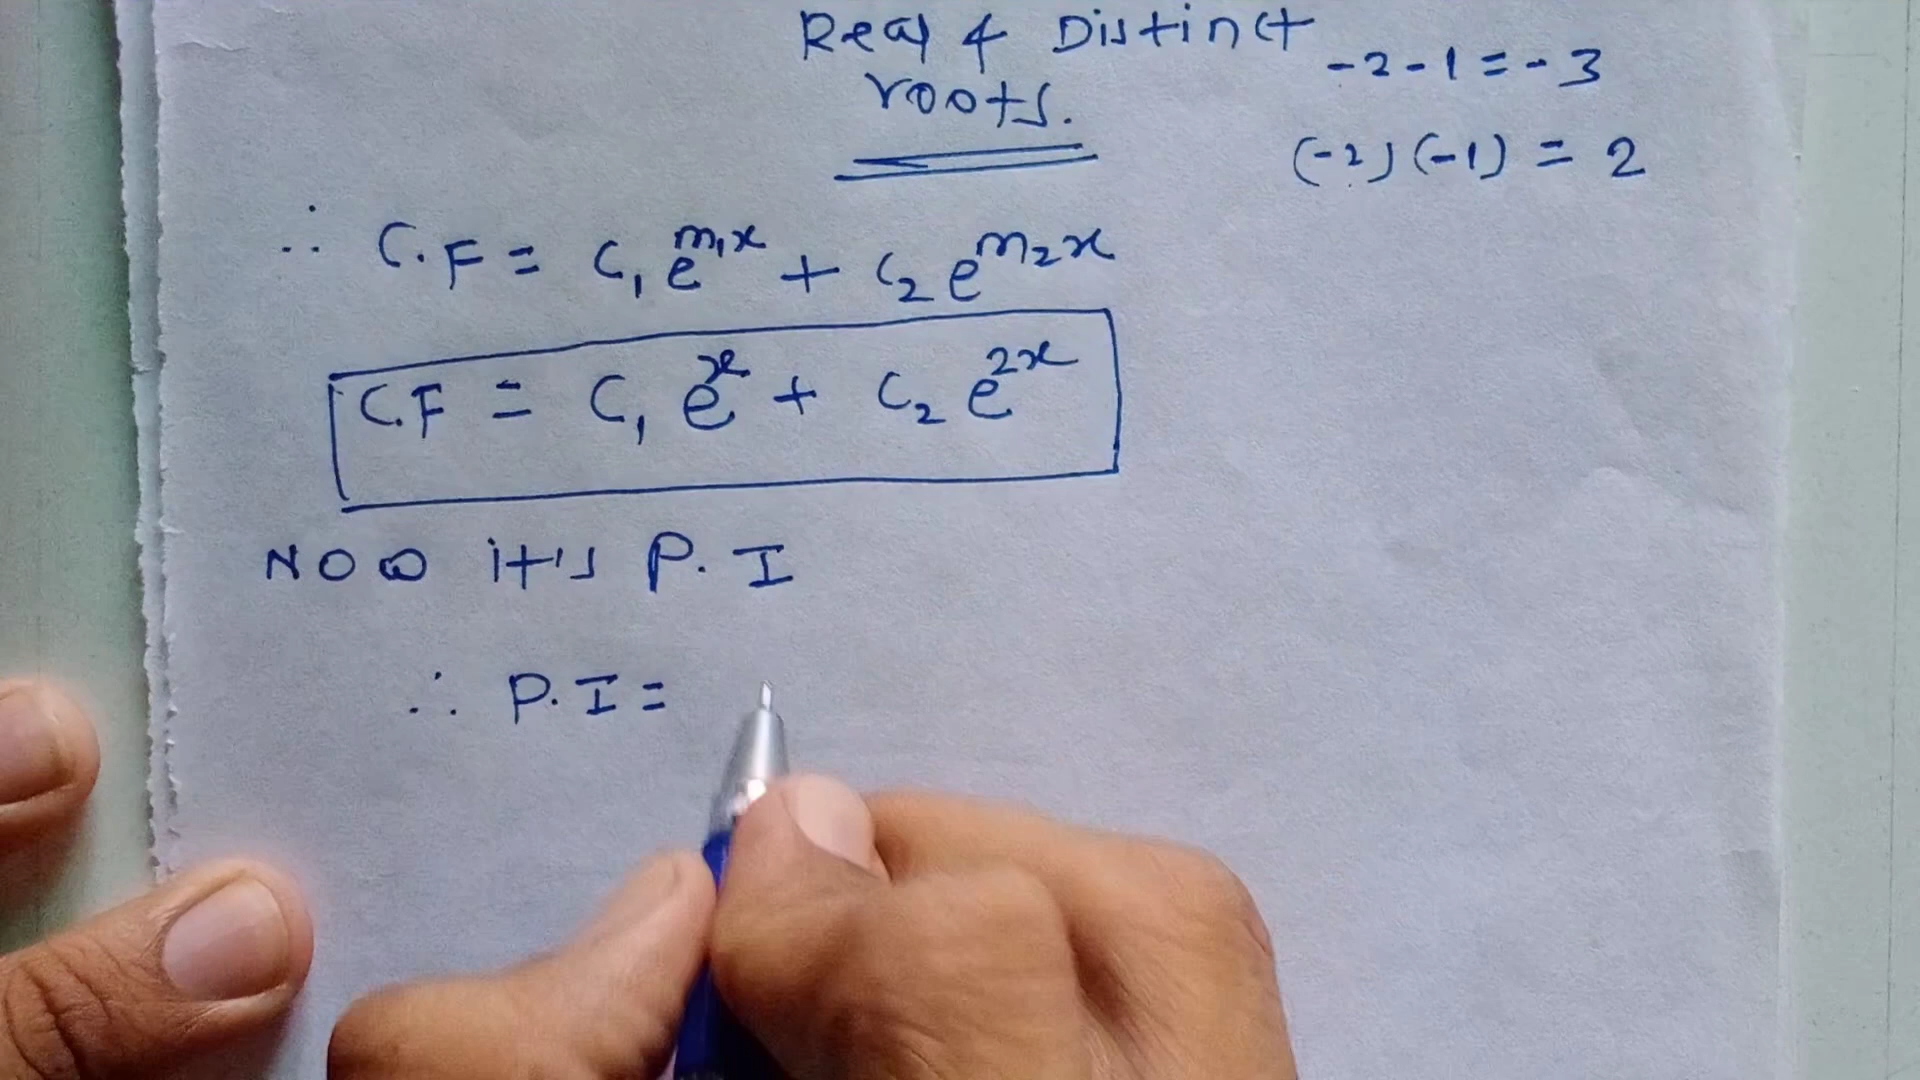 Real & Distinct
roots.
-2-1=-3
(-2)(-1) = 2
∴ C.F = C₁e^{m₁x} + C₂e^{m₂x}
C.F = C₁e^{x} + C₂e^{2x}
NOW it's P.I
∴ P.I =